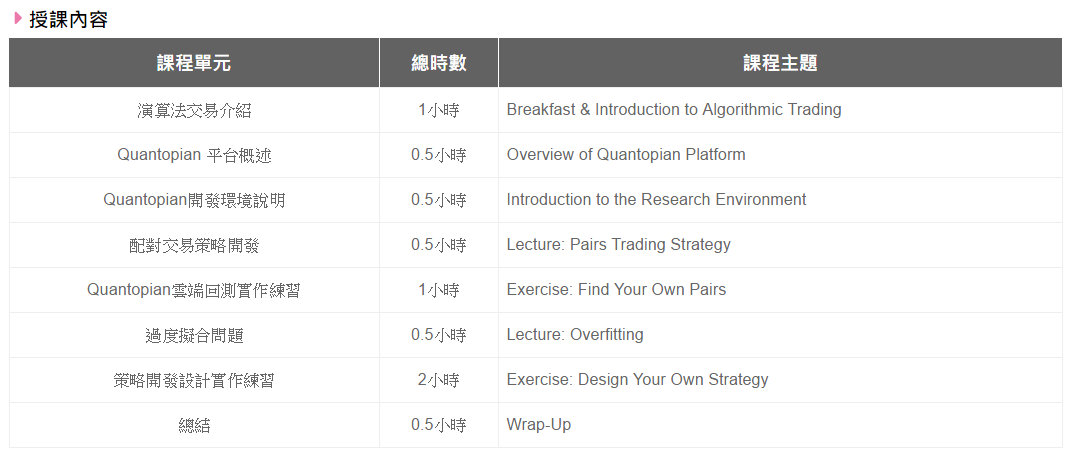 授課內容
課程單元 總時數 課程主題
演算法交易介紹 1小時 Breakfast & Introduction to Algorithmic Trading
Quantopian 平台概述 0.5小時 Overview of Quantopian Platform
Quantopian開發環境說明 0.5小時 Introduction to the Research Environment
配對交易策略開發 0.5小時 Lecture: Pairs Trading Strategy
Quantopian雲端回測實作練習 1小時 Exercise: Find Your Own Pairs
過度擬合問題 0.5小時 Lecture: Overfitting
策略開發設計實作練習 2小時 Exercise: Design Your Own Strategy
總結 0.5小時 Wrap-Up